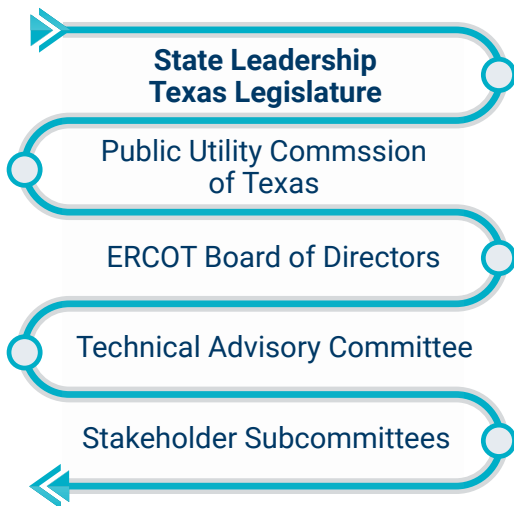 State Leadership
Texas Legislature
Public Utility Commssion
of Texas
ERCOT Board of Directors
Technical Advisory Committee
Stakeholder Subcommittees